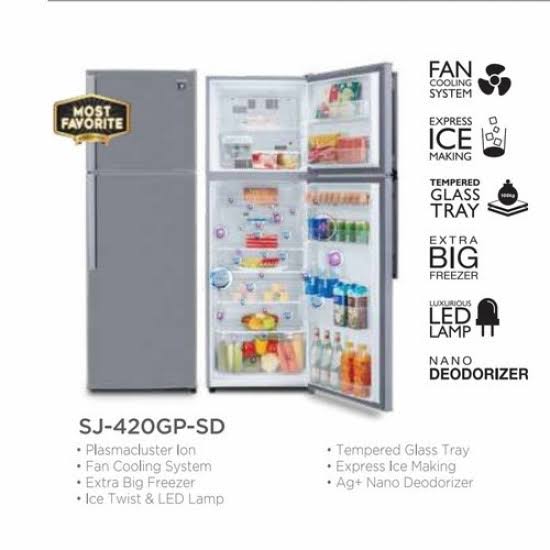 MOST
FAVORITE
FAN
COOLING
SYSTEM
EXPRESS
ICE
MAKING
TEMPERED
GLASS
TRAY
100kg
EXTRA
BIG
FREEZER
LUXURIOUS
LED
LAMP
NANO
DEODORIZER
SJ-420GP-SD
• Plasmacluster Ion
• Fan Cooling System
• Extra Big Freezer
• Ice Twist & LED Lamp
• Tempered Glass Tray
• Express Ice Making
• Ag+ Nano Deodorizer